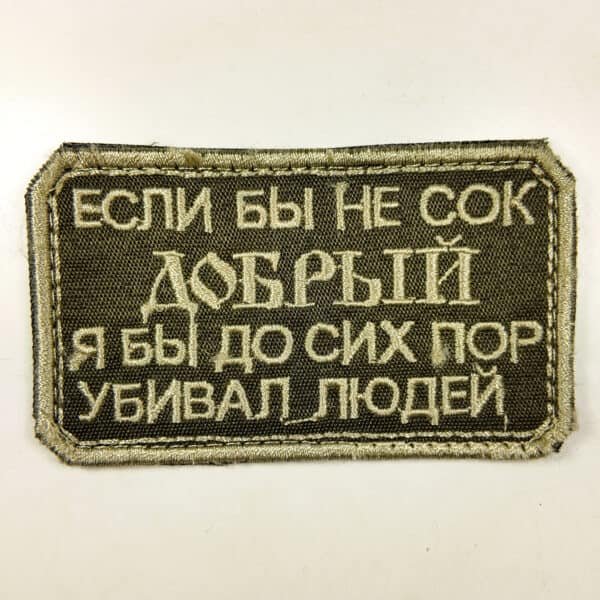 ЕСЛИ БЫ НЕ СОК
ДОБРЫЙ
Я БЫ ДО СИХ ПОР
УБИВАЛ ЛЮДЕЙ